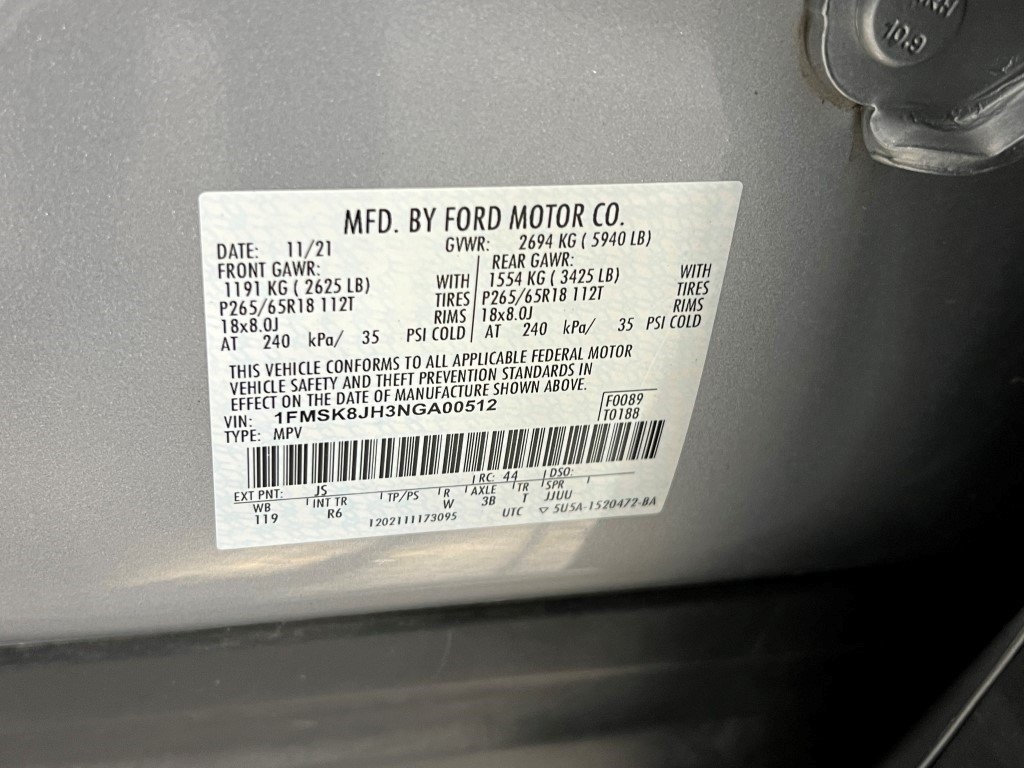 MFD. BY FORD MOTOR CO.
DATE: 11/21 GVWR: 2694 KG ( 5940 LB)
FRONT GAWR: REAR GAWR:
1191 KG ( 2625 LB) WITH 1554 KG ( 3425 LB) WITH
P265/65R18 112T TIRES P265/65R18 112T TIRES
18x8.0J RIMS 18x8.0J RIMS
AT 240 kPa/ 35 PSI COLD AT 240 kPa/ 35 PSI COLD
THIS VEHICLE CONFORMS TO ALL APPLICABLE FEDERAL MOTOR
VEHICLE SAFETY AND THEFT PREVENTION STANDARDS IN
EFFECT ON THE DATE OF MANUFACTURE SHOWN ABOVE.
VIN: 1FMSK8JH3NGA00512 F0089
TYPE: MPV T0188
EXT PNT: JS RC: 44 DSO:
WB INT TR TP/PS R AXLE TR SPR
119 R6 W 3B T JJUU
1202111173095 UTC ▽ 5U5A-1520472-BA